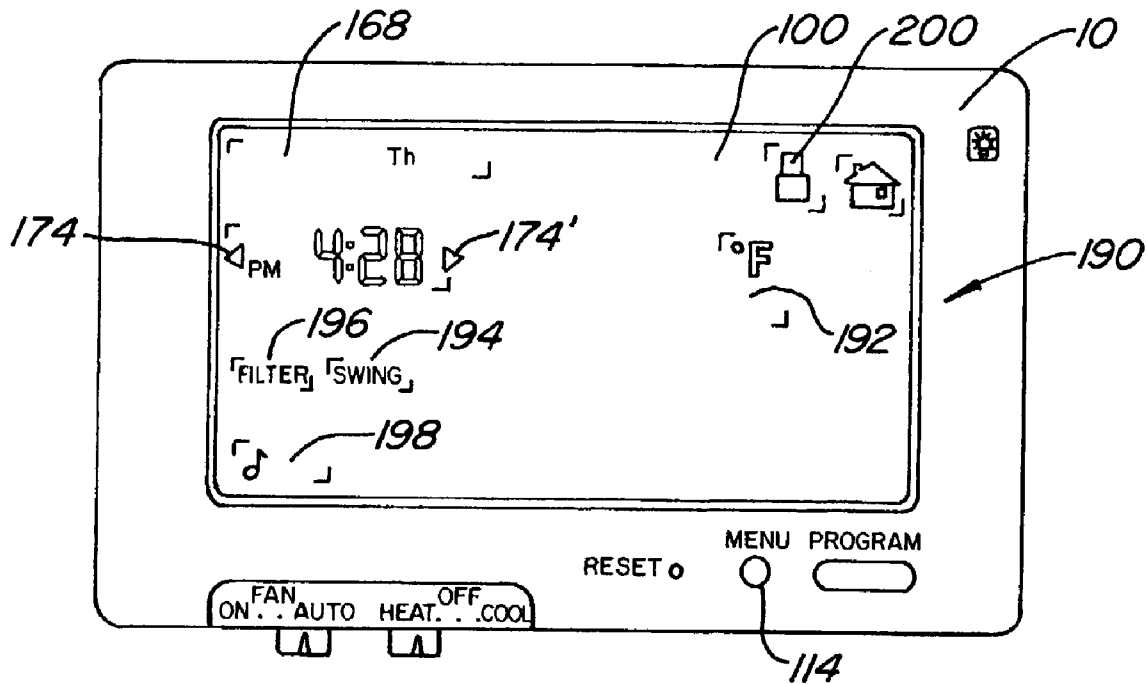 168 100 200 10
Th
174 PM 4:28 174' °F 190
196 194 192
FILTER SWING
198
MENU PROGRAM
RESET
FAN OFF
ON . . AUTO HEAT . . . COOL
114